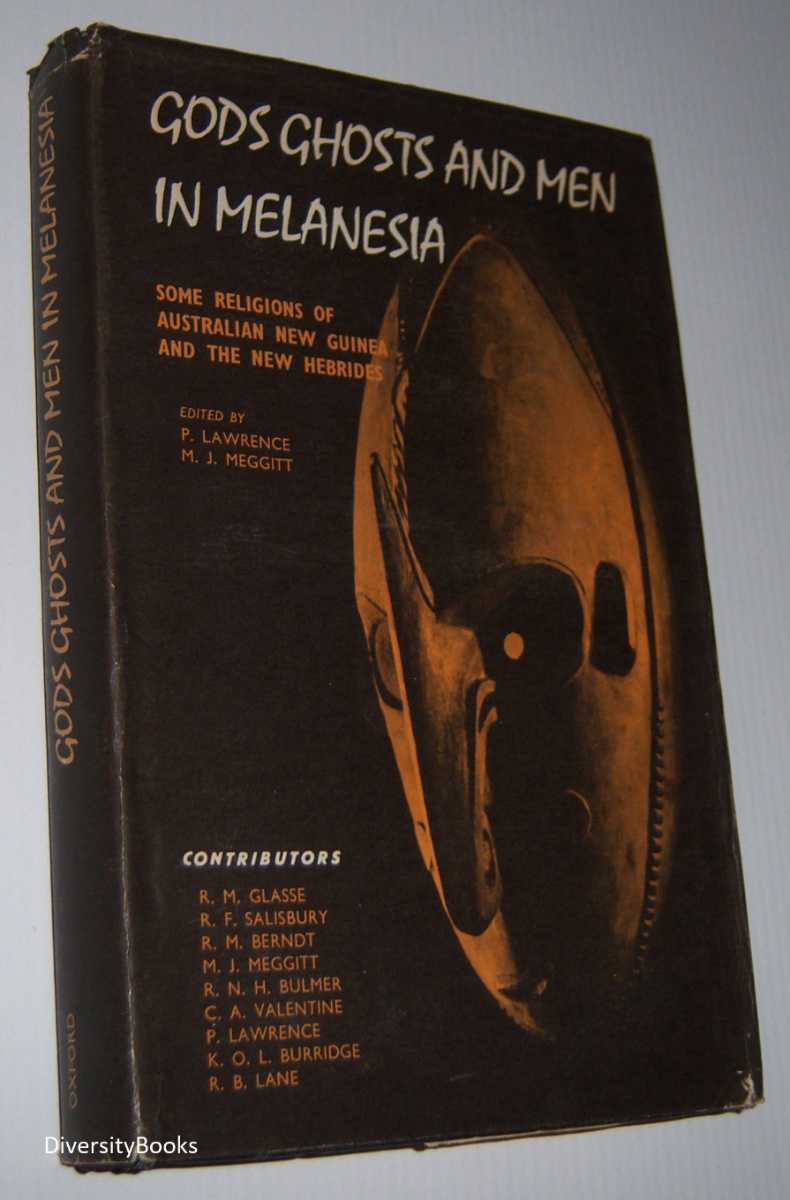 GODS GHOSTS AND MEN
IN MELANESIA
SOME RELIGIONS OF
AUSTRALIAN NEW GUINEA
AND THE NEW HEBRIDES
EDITED BY
P. LAWRENCE
M. J. MEGGITT
CONTRIBUTORS
R. M. GLASSE
R. F. SALISBURY
R. M. BERNDT
M. J. MEGGITT
R. N. H. BULMER
C. A. VALENTINE
P. LAWRENCE
K. O. L. BURRIDGE
R. B. LANE
GODS GHOSTS AND MEN IN MELANESIA
OXFORD
DiversityBooks